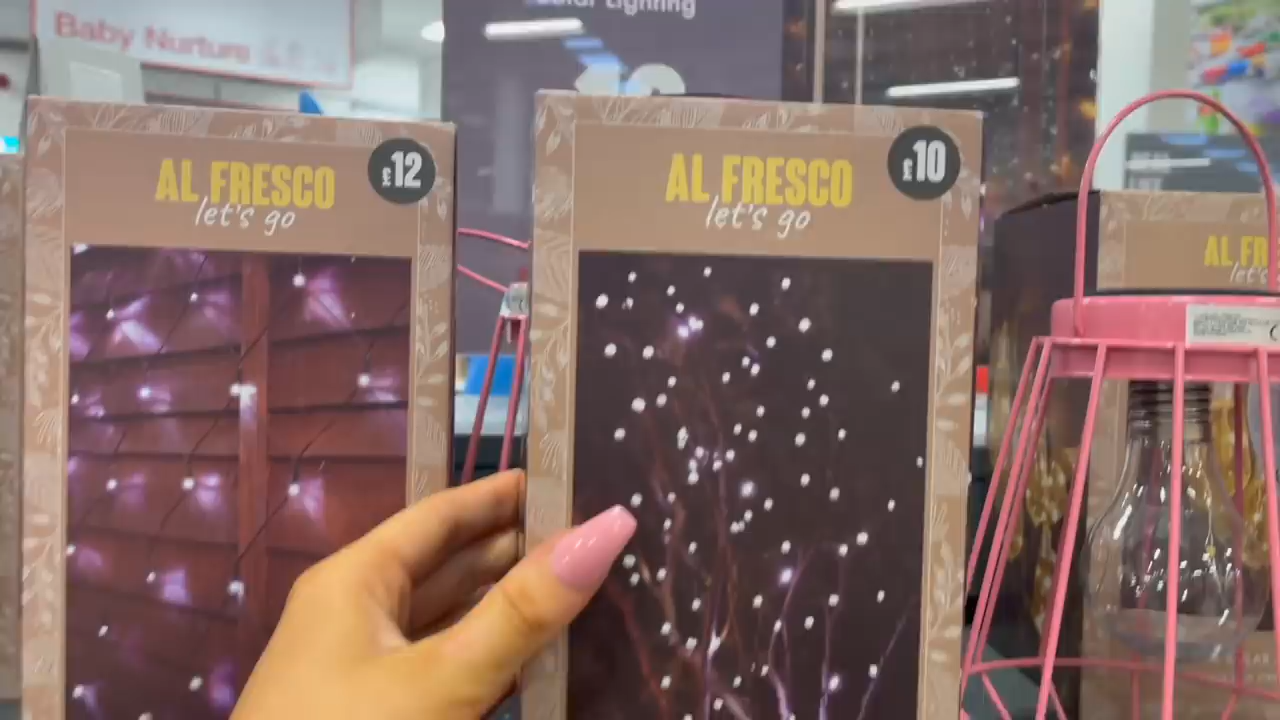 Solar Lighting
Baby Nurture
AL FRESCO
let's go
£12
AL FRESCO
let's go
£10
AL FR
let's